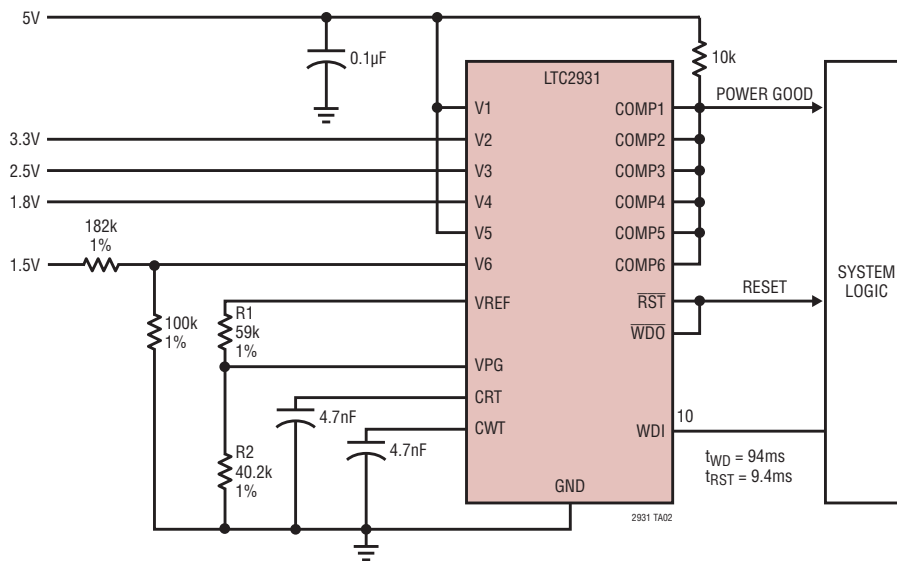 5V
0.1µF
10k
LTC2931
POWER GOOD
V1
COMP1
3.3V
V2
COMP2
2.5V
V3
COMP3
1.8V
V4
COMP4
V5
COMP5
182k
1%
1.5V
V6
COMP6
SYSTEM
LOGIC
100k
1%
R1
59k
1%
VREF
RST
RESET
WDO
VPG
CRT
4.7nF
CWT
4.7nF
WDI
10
R2
40.2k
1%
tWD = 94ms
tRST = 9.4ms
GND
2931 TA02